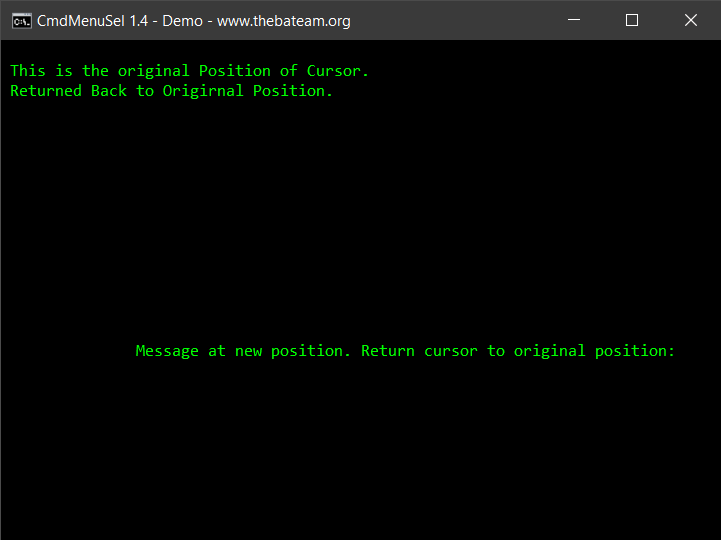 CmdMenuSel 1.4 - Demo - www.thebateam.org
This is the original Position of Cursor.
Returned Back to Origirnal Position.
Message at new position. Return cursor to original position: